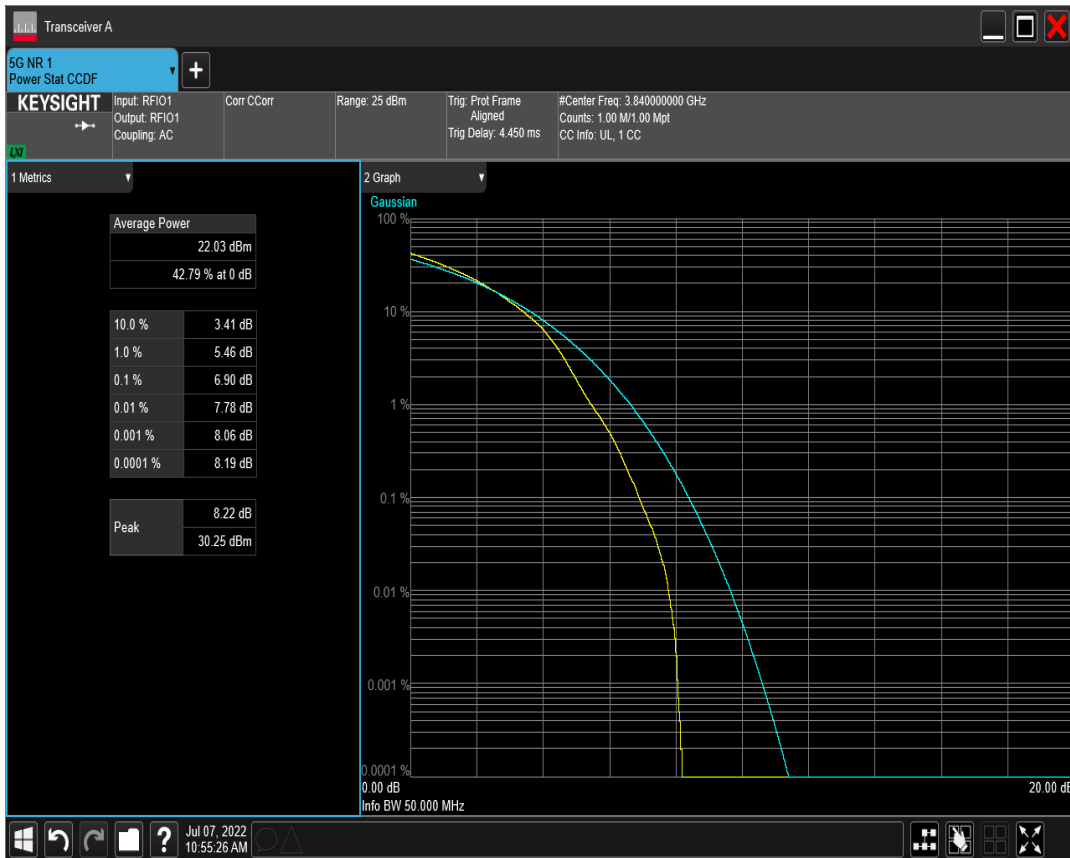 Transceiver A
5G NR 1
Power Stat CCDF
+
KEYSIGHT
LXI
Input: RFIO1
Output: RFIO1
Coupling: AC
Corr CCorr
Range: 25 dBm
Trig: Prot Frame
Aligned
Trig Delay: 4.450 ms
#Center Freq: 3.840000000 GHz
Counts: 1.00 M/1.00 Mpt
CC Info: UL, 1 CC
1 Metrics
Average Power
22.03 dBm
42.79 % at 0 dB
10.0 % 3.41 dB
1.0 % 5.46 dB
0.1 % 6.90 dB
0.01 % 7.78 dB
0.001 % 8.06 dB
0.0001 % 8.19 dB
Peak
8.22 dB
30.25 dBm
2 Graph
Gaussian
100 %
10 %
1 %
0.1 %
0.01 %
0.001 %
0.0001 %
0.00 dB 20.00 dB
Info BW 50.000 MHz
?
Jul 07, 2022
10:55:26 AM